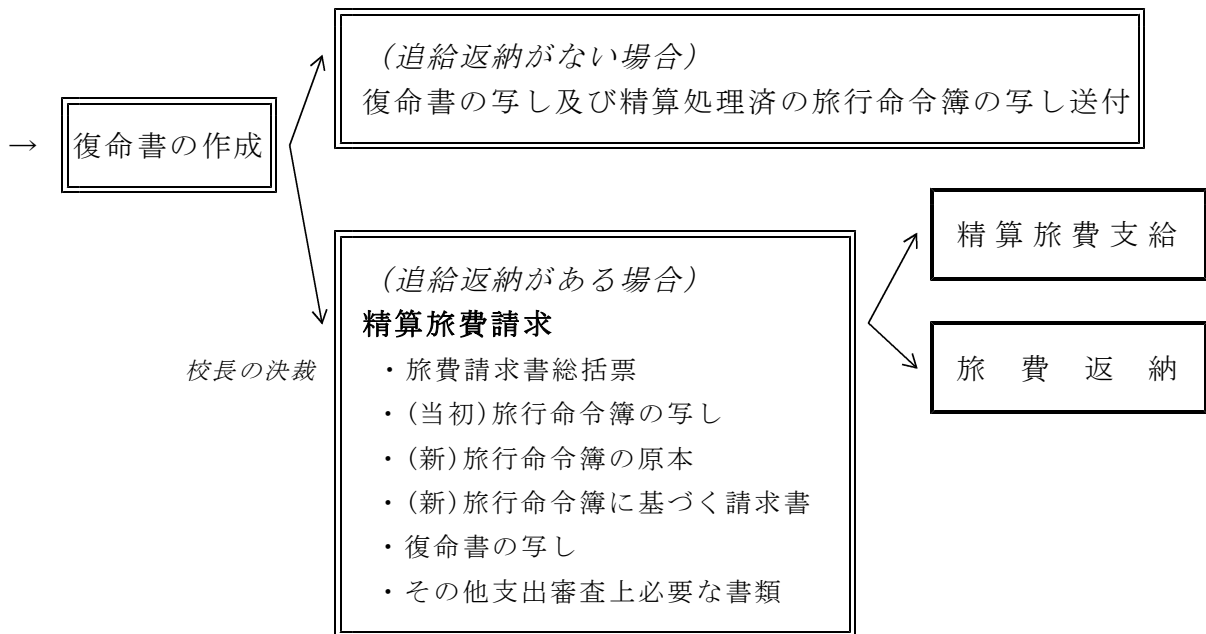 →
復命書の作成
(追給返納がない場合)
復命書の写し及び精算処理済の旅行命令簿の写し送付
校長の決裁
(追給返納がある場合)
精算旅費請求
・旅費請求書総括票
・(当初)旅行命令簿の写し
・(新)旅行命令簿の原本
・(新)旅行命令簿に基づく請求書
・復命書の写し
・その他支出審査上必要な書類
精算旅費支給
旅費返納